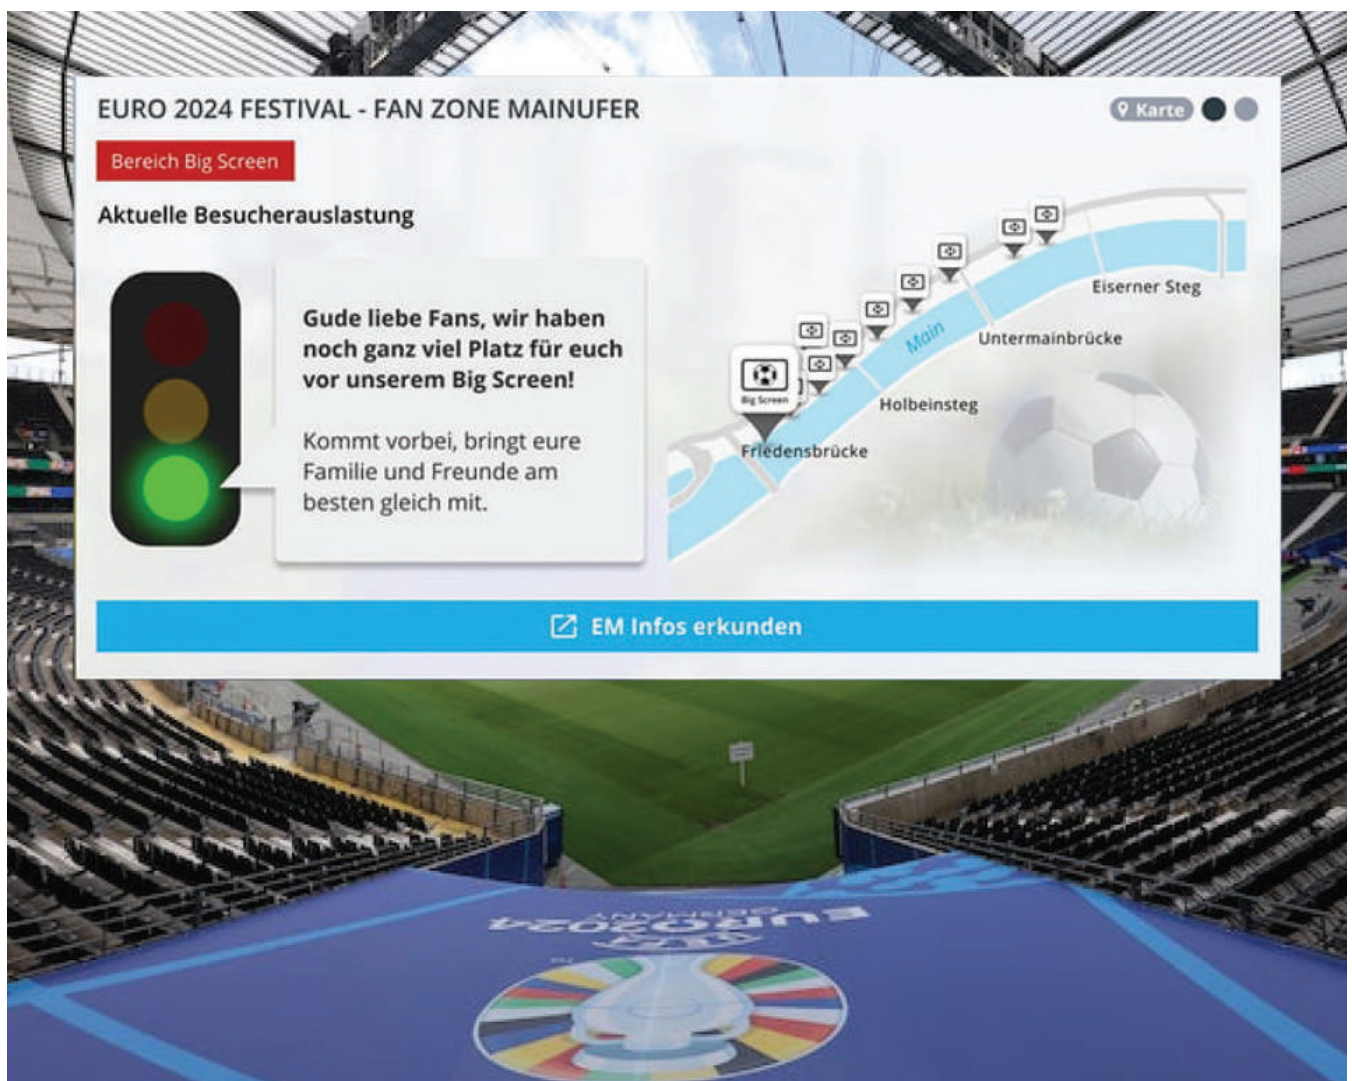 EURO 2024 FESTIVAL - FAN ZONE MAINUFER
Karte
Bereich Big Screen
Aktuelle Besucherauslastung
Gude liebe Fans, wir haben
noch ganz viel Platz für euch
vor unserem Big Screen!
Kommt vorbei, bringt eure
Familie und Freunde am
besten gleich mit.
Eiserner Steg
Main
Untermainbrücke
Big Screen
Holbeinsteg
Friedensbrücke
EM Infos erkunden
UEFA
EURO2024
GERMANY